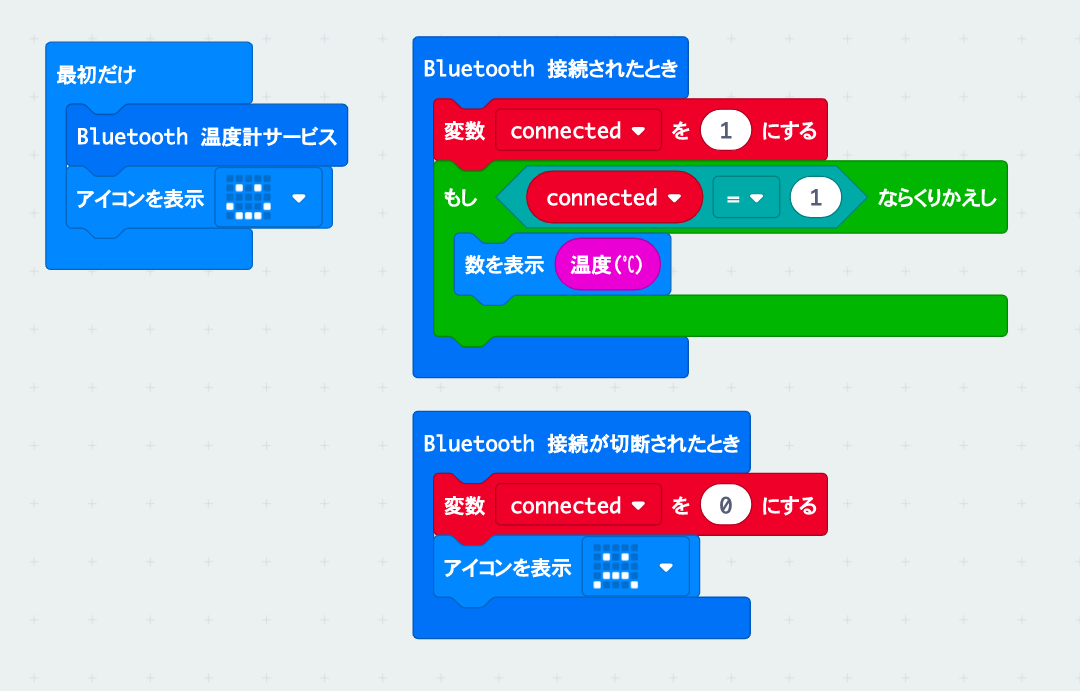 最初だけ
Bluetooth 温度計サービス
アイコンを表示
Bluetooth 接続されたとき
変数 connected を 1 にする
もし connected = 1 ならくりかえし
数を表示 温度(℃)
Bluetooth 接続が切断されたとき
変数 connected を 0 にする
アイコンを表示